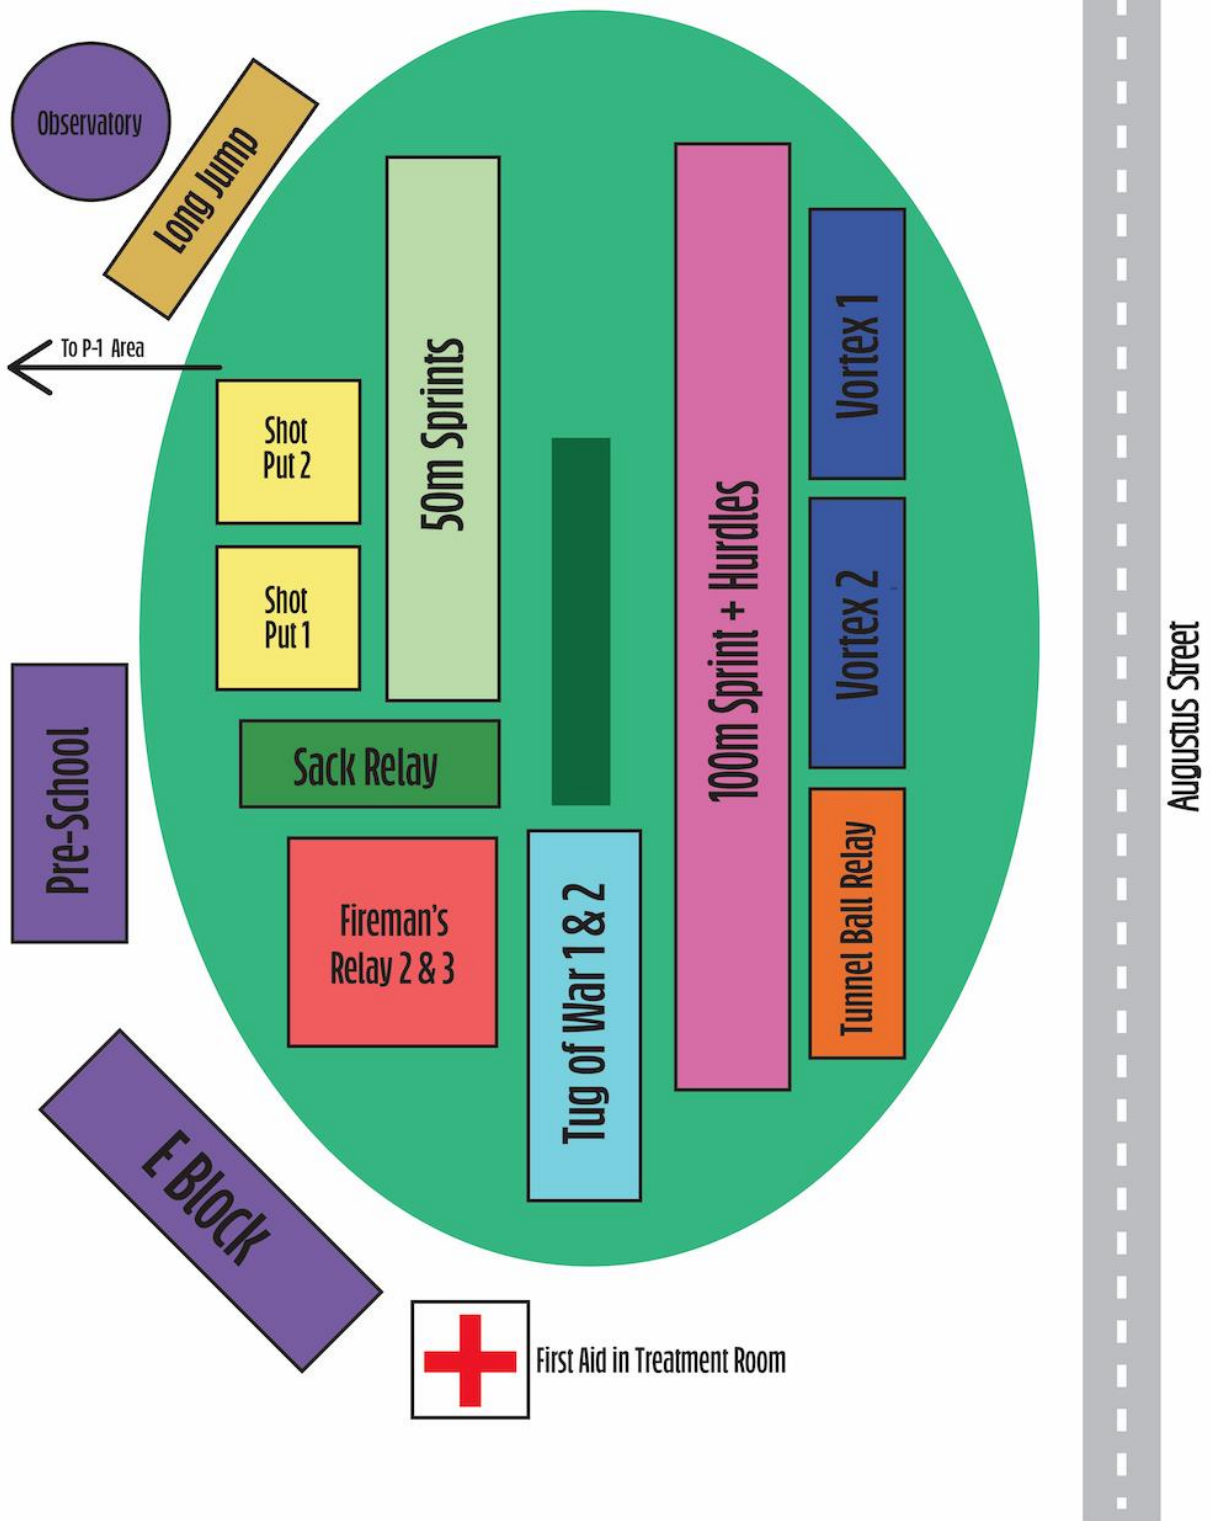 Observatory
Long Jump
To P-1 Area
Shot
Put 2
50m Sprints
Vortex 1
Shot
Put 1
100m Sprint + Hurdles
Vortex 2
Pre-School
Sack Relay
Augustus Street
Fireman's
Relay 2 & 3
Tug of War 1 & 2
Tunnel Ball Relay
E Block
First Aid in Treatment Room